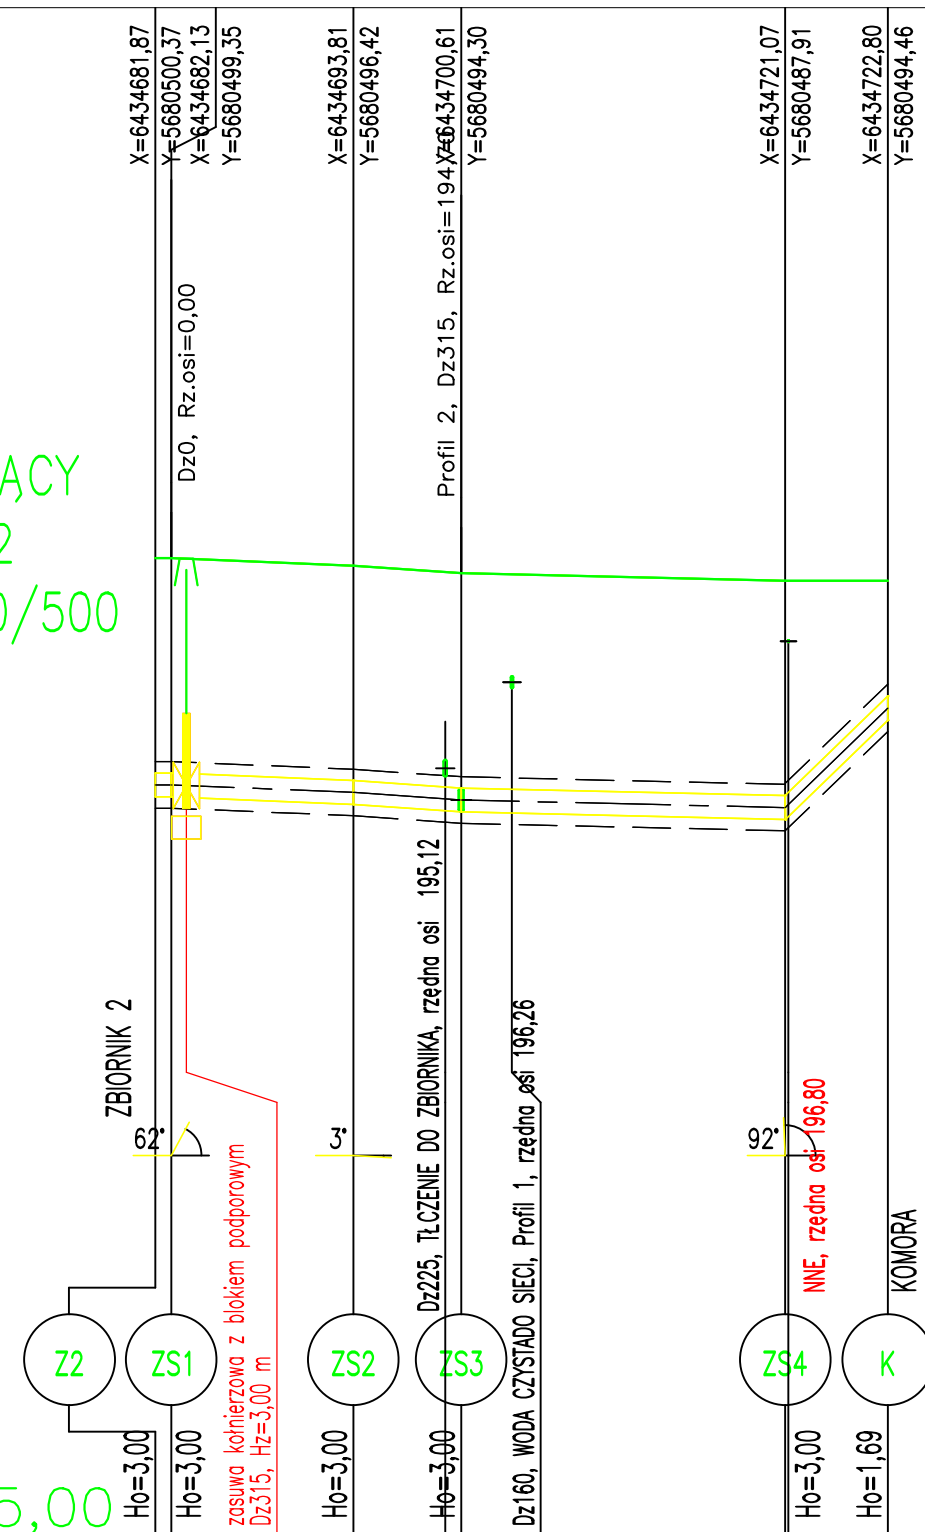 X=6434681,87
Y=5680500,37
X=6434682,13
Y=5680499,35
X=6434693,81
Y=5680496,42
X=6434700,61
Y=5680494,30
X=6434721,07
Y=5680487,91
X=6434722,80
Y=5680494,46
Dz0, Rz.osi=0,00
Profil 2, Dz315, Rz.osi=194,
ĄCY
2
0/500
ZBIORNIK 2
Dz225, TŁCZENIE DO ZBIORNIKA, rzędna osi 195,12
Dz160, WODA CZYSTADO SIECI, Profil 1, rzędna osi 196,26
NNE, rzędna osi 196,80
KOMORA
62°
3°
92°
zasuwa kołnierzowa z blokiem podporowym
Dz315, Hz=3,00 m
Z2
ZS1
ZS2
ZS3
ZS4
K
Ho=3,00
Ho=3,00
Ho=3,00
Ho=3,00
Ho=3,00
Ho=1,69
5,00